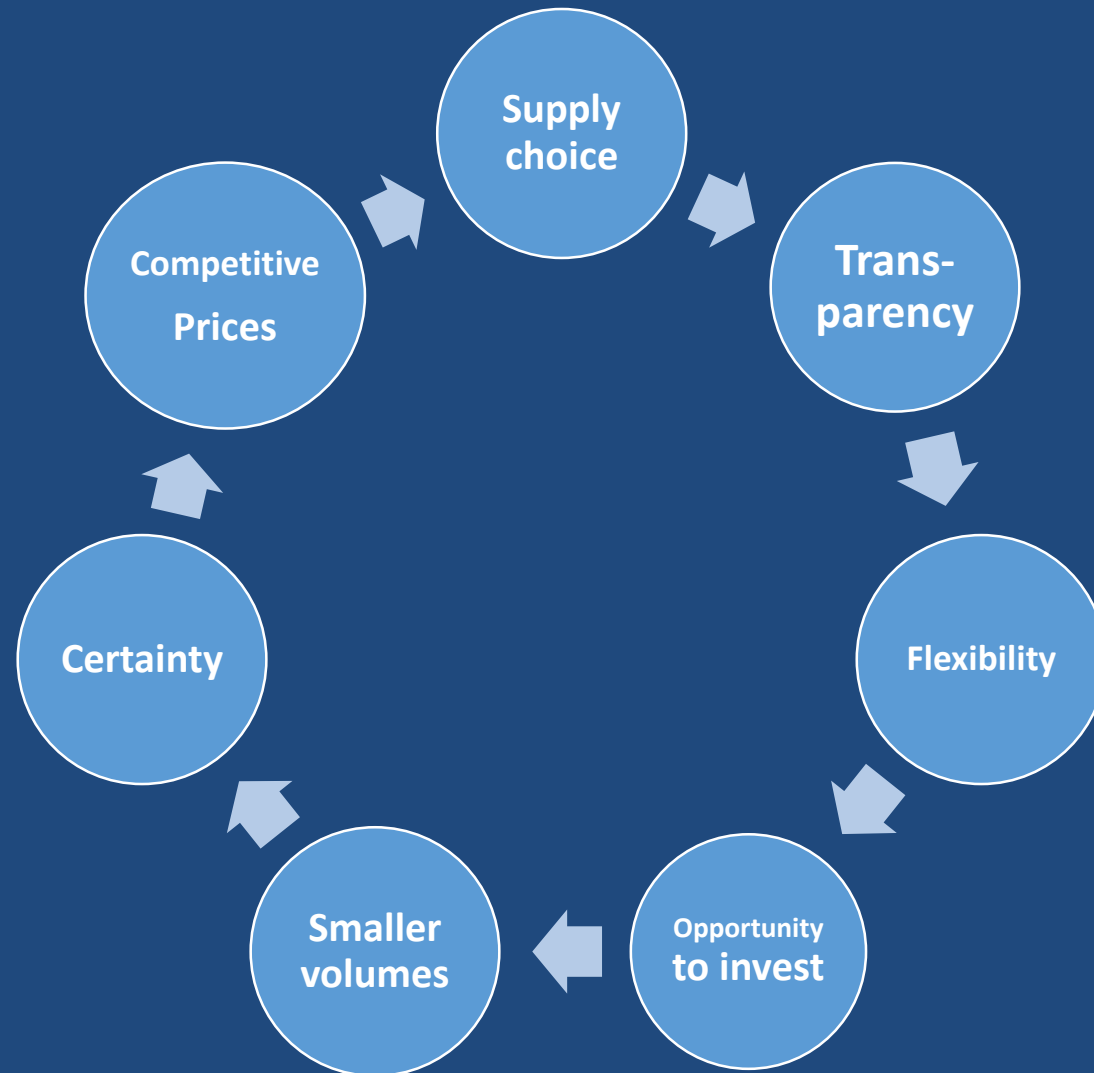 Supply
choice
Trans-
parency
Flexibility
Opportunity
to invest
Smaller
volumes
Certainty
Competitive
Prices